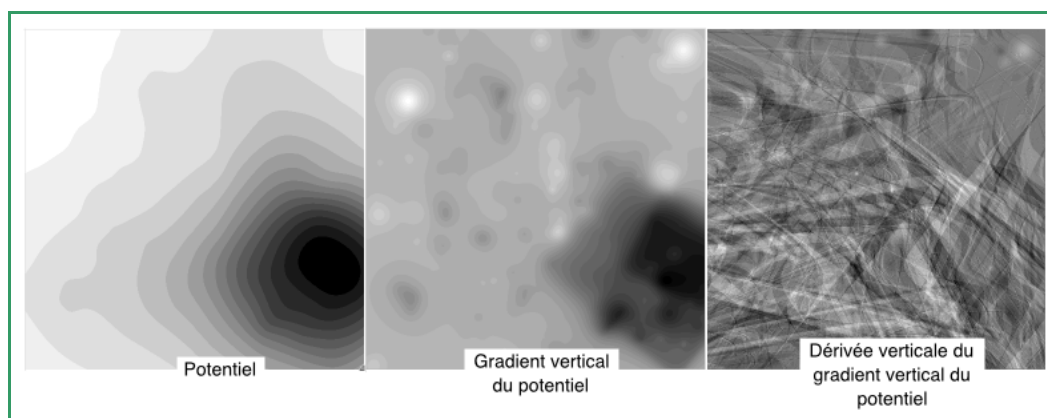 Potentiel
Gradient vertical
du potentiel
Dérivée verticale du
gradient vertical du
potentiel